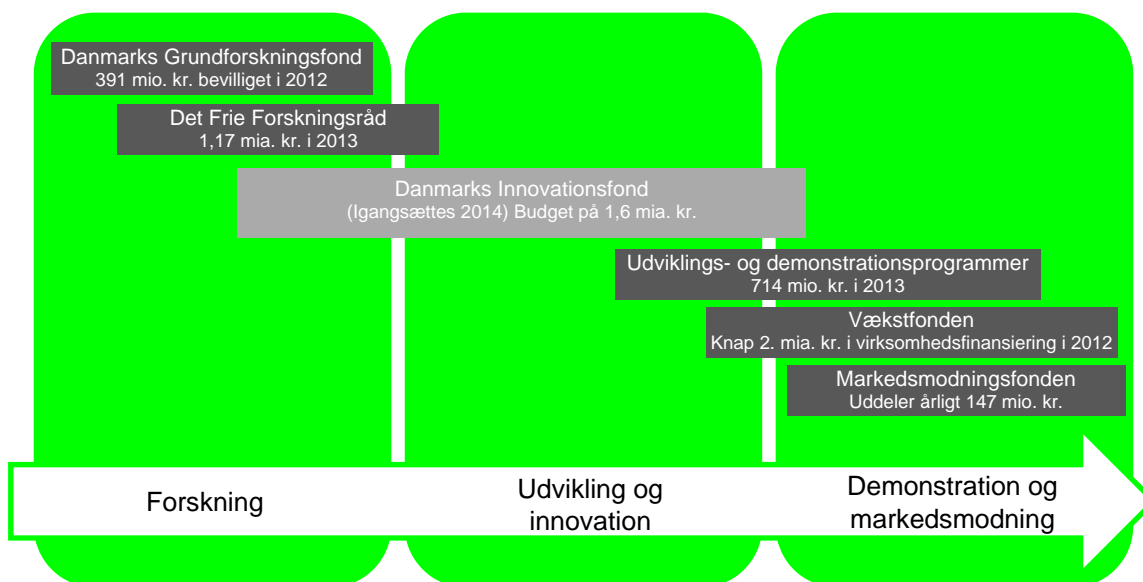 Danmarks Grundforskningsfond
391 mio. kr. bevilliget i 2012
Det Frie Forskningsråd
1,17 mia. kr. i 2013
Danmarks Innovationsfond
(Igangsættes 2014) Budget på 1,6 mia. kr.
Udviklings- og demonstrationsprogrammer
714 mio. kr. i 2013
Vækstfonden
Knap 2. mia. kr. i virksomhedsfinansiering i 2012
Markedsmodningsfonden
Uddeler årligt 147 mio. kr.
Forskning
Udvikling og
innovation
Demonstration og
markedsmodning